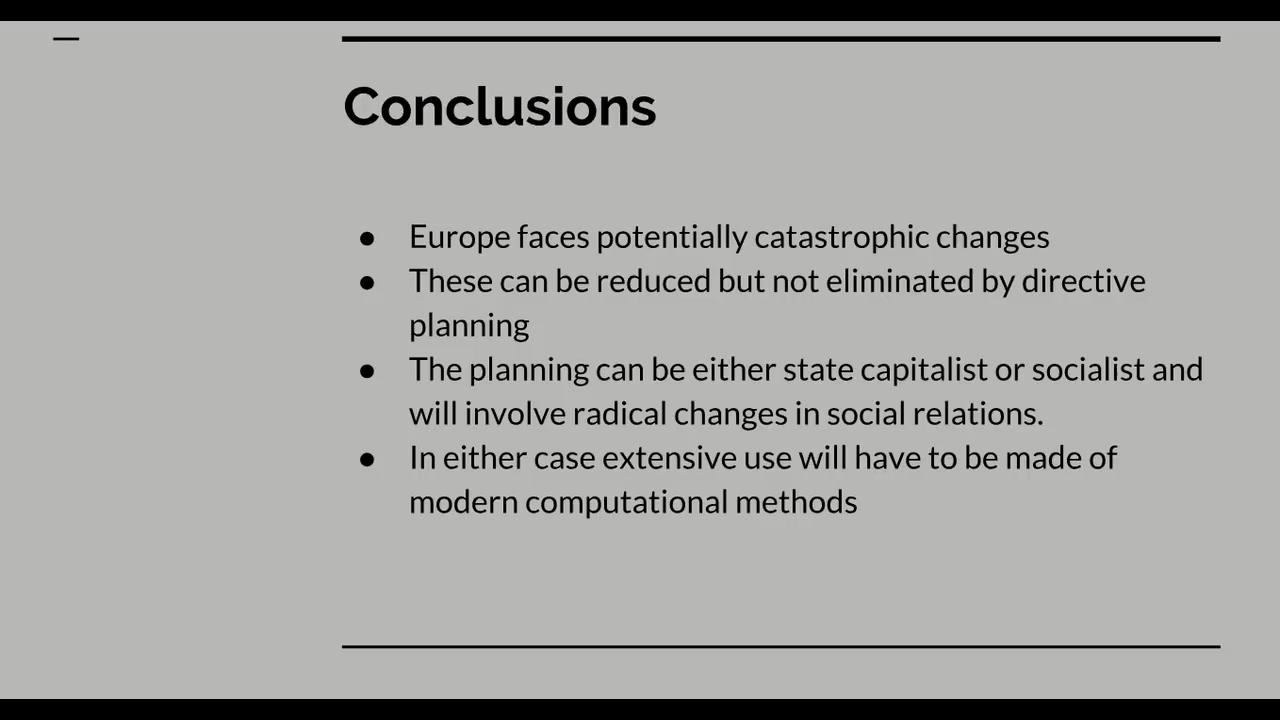 Conclusions
● Europe faces potentially catastrophic changes
● These can be reduced but not eliminated by directive
planning
● The planning can be either state capitalist or socialist and
will involve radical changes in social relations.
● In either case extensive use will have to be made of
modern computational methods